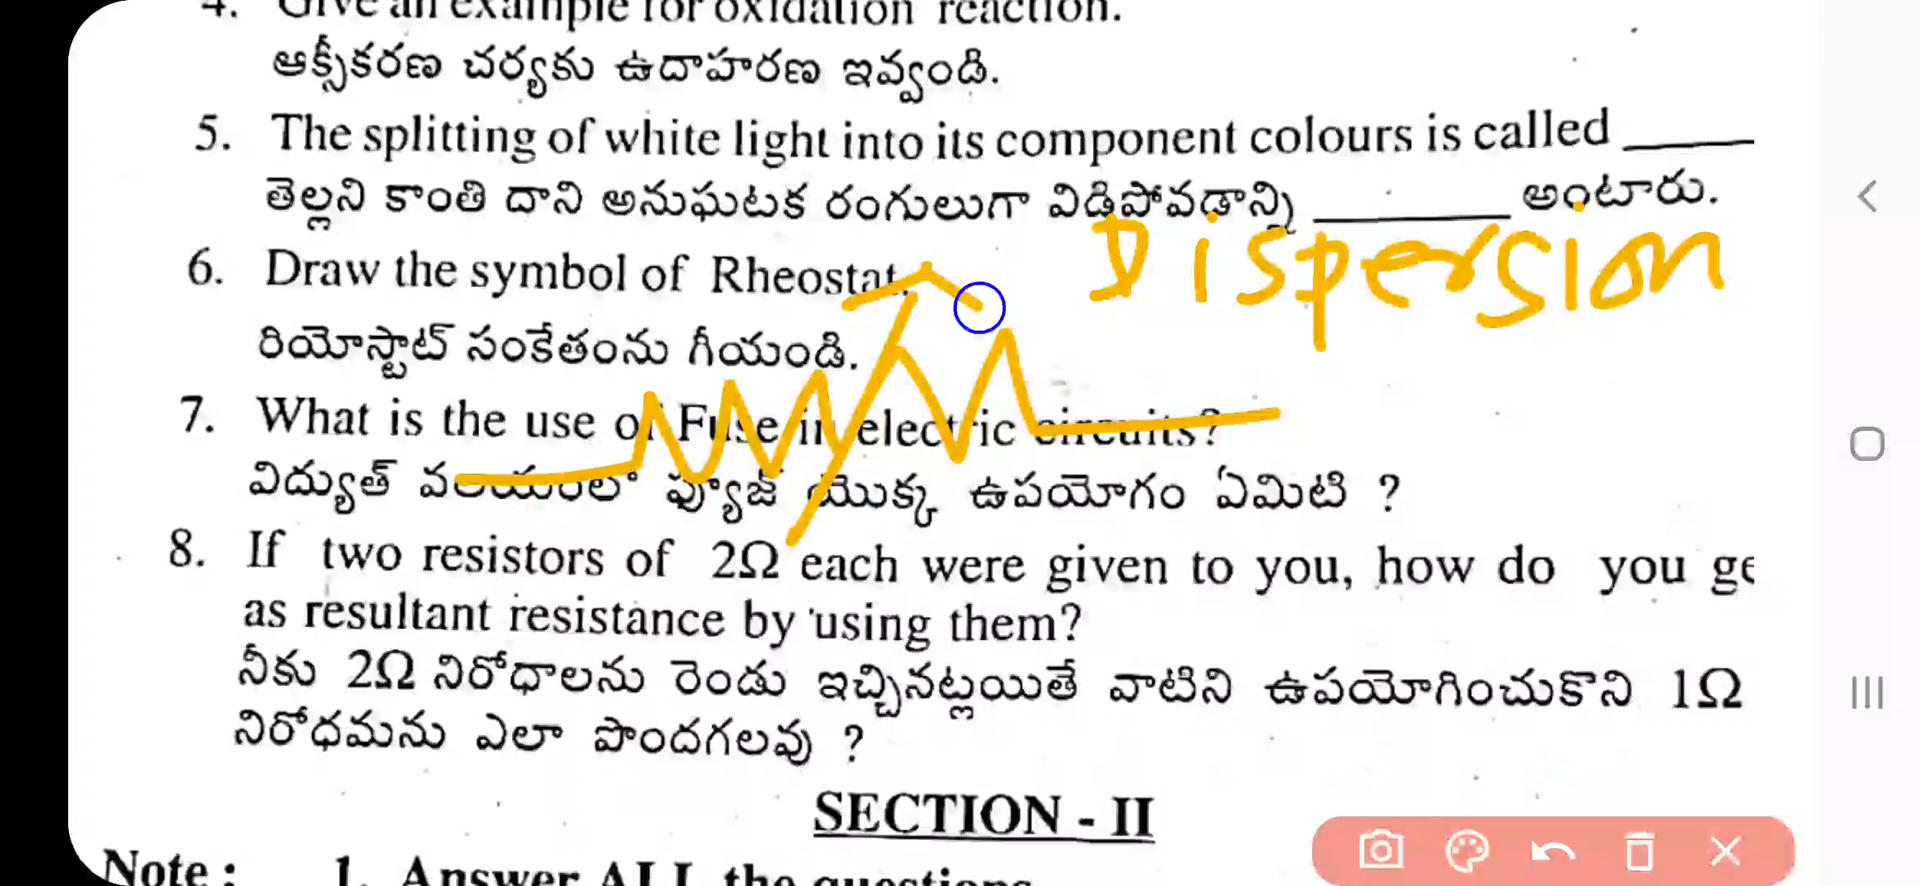 4. Give an example for oxidation reaction.
ఆక్సీకరణ చర్యకు ఉదాహరణ ఇవ్వండి.
5. The splitting of white light into its component colours is called ____
తెల్లని కాంతి దాని అనుఘటక రంగులుగా విడిపోవడాన్ని ____ అంటారు.
Dispersion
6. Draw the symbol of Rheostat.
రియోస్టాట్ సంకేతంను గీయండి.
7. What is the use of Fuse in electric circuits?
విద్యుత్ వలయంలో ఫ్యూజ్ యొక్క ఉపయోగం ఏమిటి ?
8. If two resistors of 2Ω each were given to you, how do you ge
as resultant resistance by using them?
నీకు 2Ω నిరోధాలను రెండు ఇచ్చినట్లయితే వాటిని ఉపయోగించుకొని 1Ω
నిరోధమను ఎలా పొందగలవు ?
SECTION - II
Note : 1. Answer ALL the questions